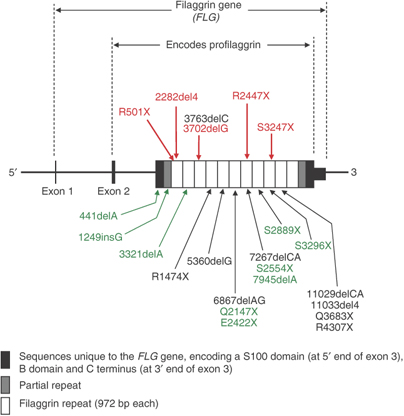 Filaggrin gene
(FLG)
Encodes profilaggrin
2282del4
R2447X
R501X
3763delC
3702delG
S3247X
5′
3
Exon 1
Exon 2
441delA
1249insG
3321delA
R1474X
5360delG
6867delAG
Q2147X
E2422X
7267delCA
S2554X
7945delA
S2889X
S3296X
11029delCA
11033del4
Q3683X
R4307X
Sequences unique to the FLG gene, encoding a S100 domain (at 5′ end of exon 3),
B domain and C terminus (at 3′ end of exon 3)
Partial repeat
Filaggrin repeat (972 bp each)